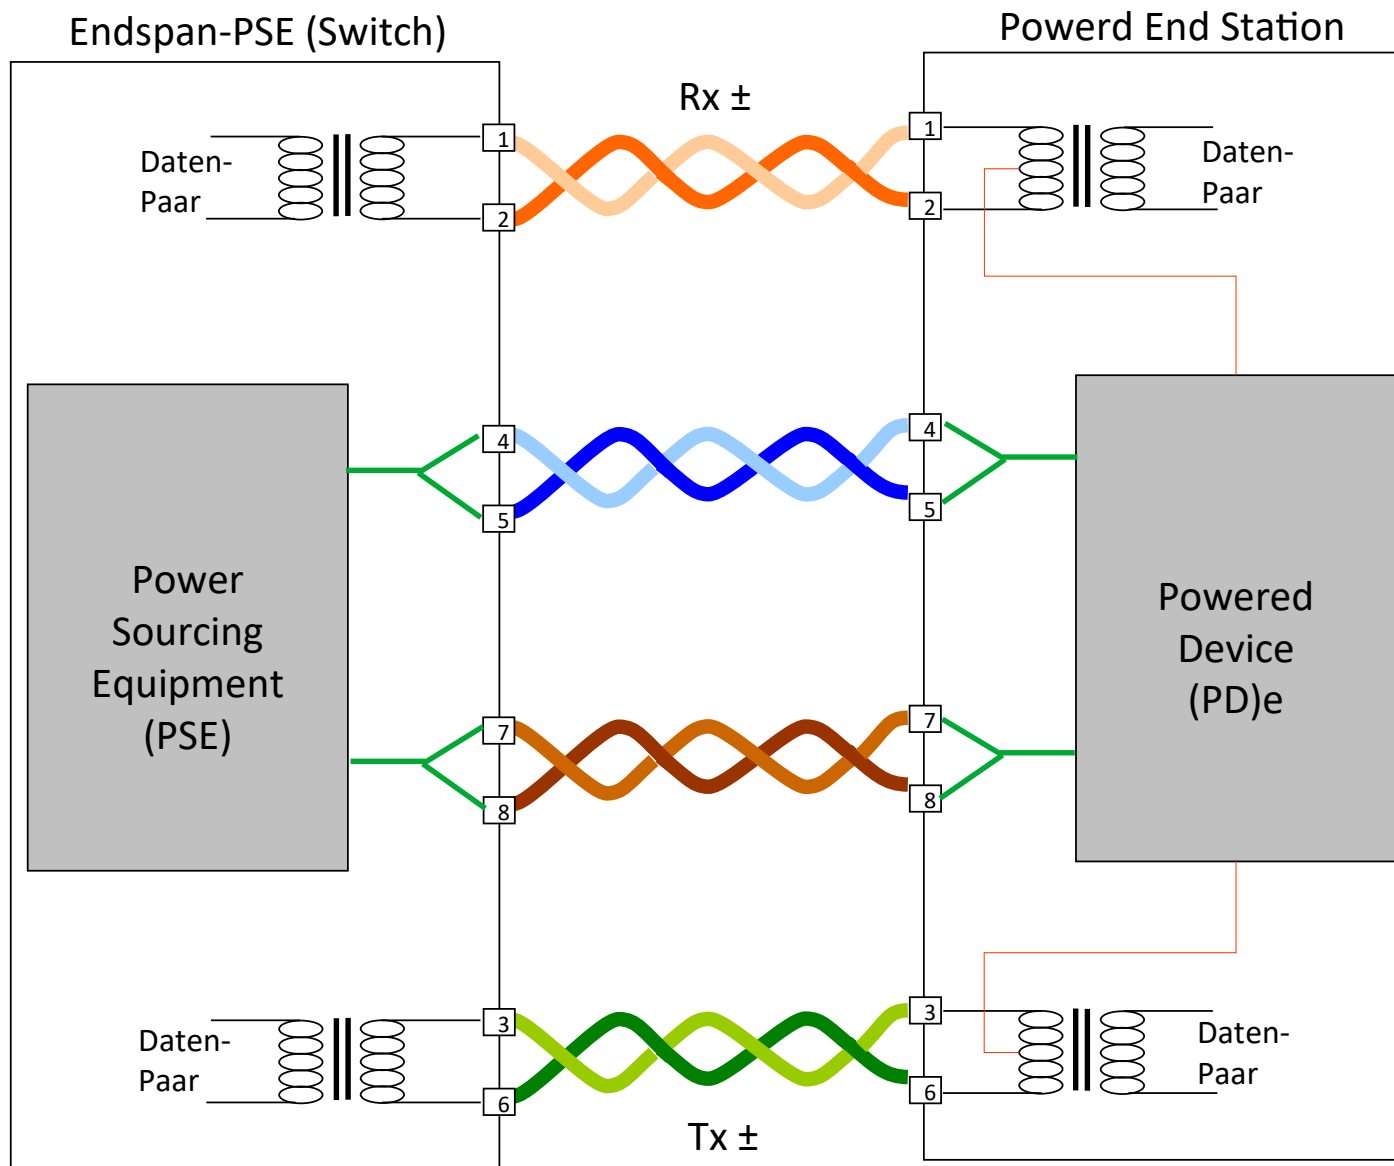 Endspan-PSE (Switch)
Powerd End Station
Rx ±
Daten-
Paar
1
2
1
2
Daten-
Paar
4
5
4
5
Power
Sourcing
Equipment
(PSE)
Powered
Device
(PD)e
7
8
7
8
Daten-
Paar
3
6
3
6
Daten-
Paar
Tx ±